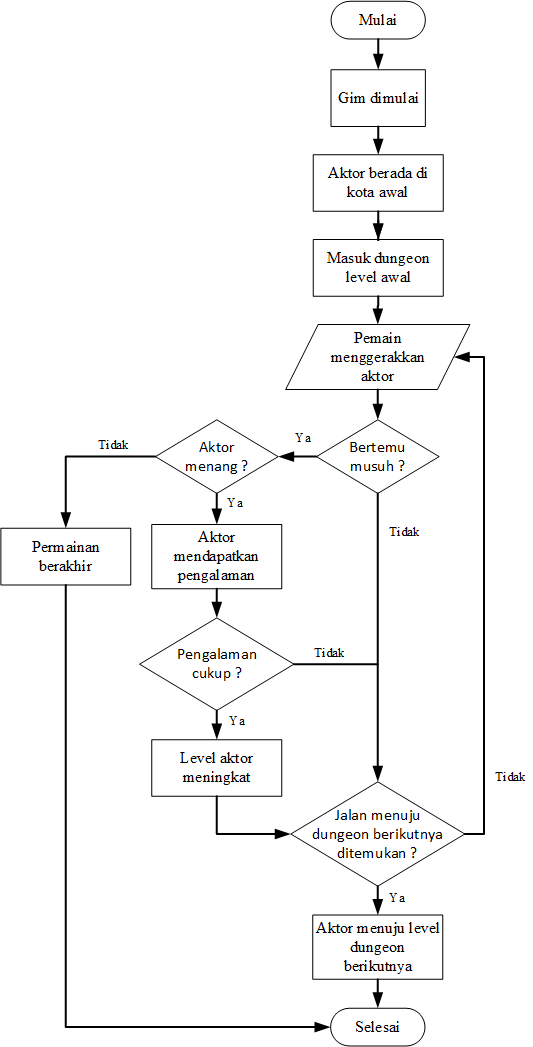 Mulai
Gim dimulai
Aktor berada di
kota awal
Masuk dungeon
level awal
Pemain
menggerakkan
aktor
Bertemu
musuh ?
Ya
Aktor
menang ?
Tidak
Ya
Tidak
Permainan
berakhir
Aktor
mendapatkan
pengalaman
Pengalaman
cukup ?
Tidak
Ya
Level aktor
meningkat
Tidak
Jalan menuju
dungeon berikutnya
ditemukan ?
Ya
Aktor menuju level
dungeon
berikutnya
Selesai